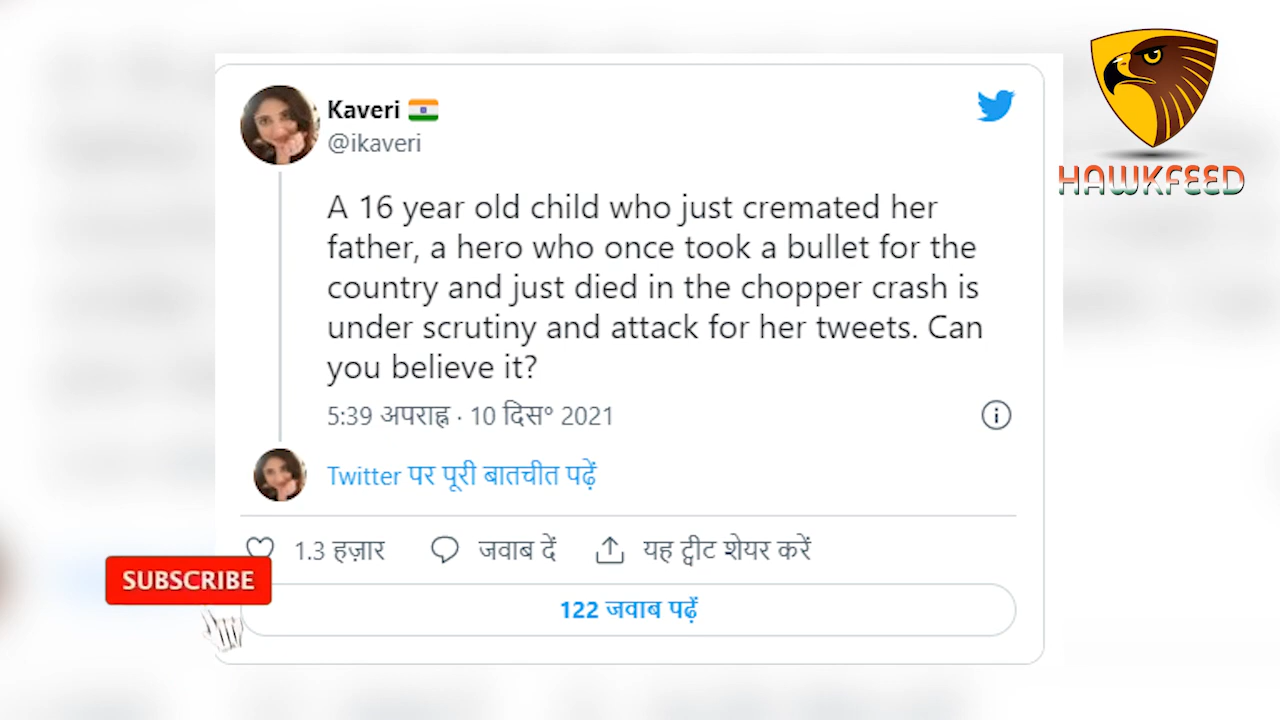 HAWKFEED
Kaveri
@ikaveri
A 16 year old child who just cremated her
father, a hero who once took a bullet for the
country and just died in the chopper crash is
under scrutiny and attack for her tweets. Can
you believe it?
5:39 अपराह्न · 10 दिस॰ 2021
Twitter पर पूरी बातचीत पढ़ें
1.3 हज़ार जवाब दें यह ट्वीट शेयर करें
SUBSCRIBE
122 जवाब पढ़ें